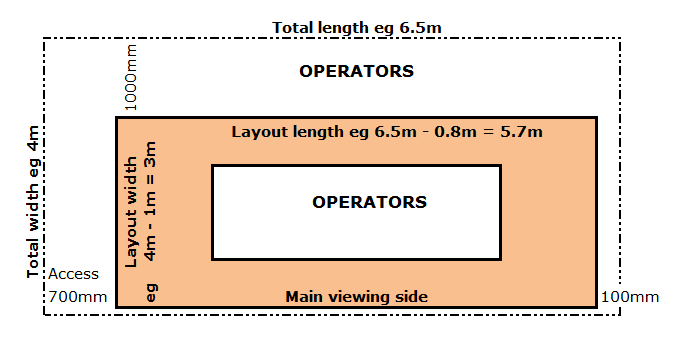 Total length eg 6.5m
OPERATORS
1000mm
Total width eg 4m
Layout length eg 6.5m - 0.8m = 5.7m
Layout width
eg 4m - 1m = 3m
OPERATORS
Access
700mm
Main viewing side
100mm